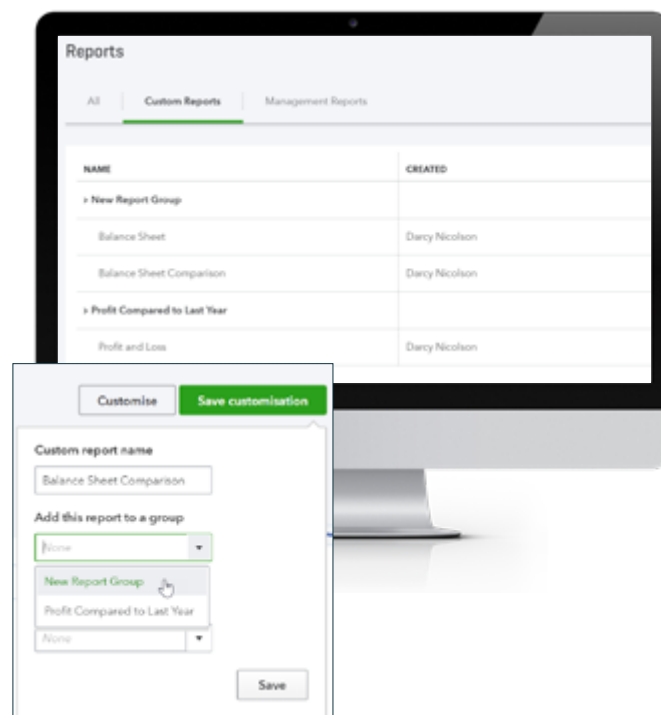 Reports
All Custom Reports Management Reports
NAME CREATED
New Report Group
Balance Sheet Darcy Nicolson
Balance Sheet Comparison Darcy Nicolson
Profit Compared to Last Year
Profit and Loss Darcy Nicolson
Customise Save customisation
Custom report name
Balance Sheet Comparison
Add this report to a group
None
New Report Group
Profit Compared to Last Year
None
Save